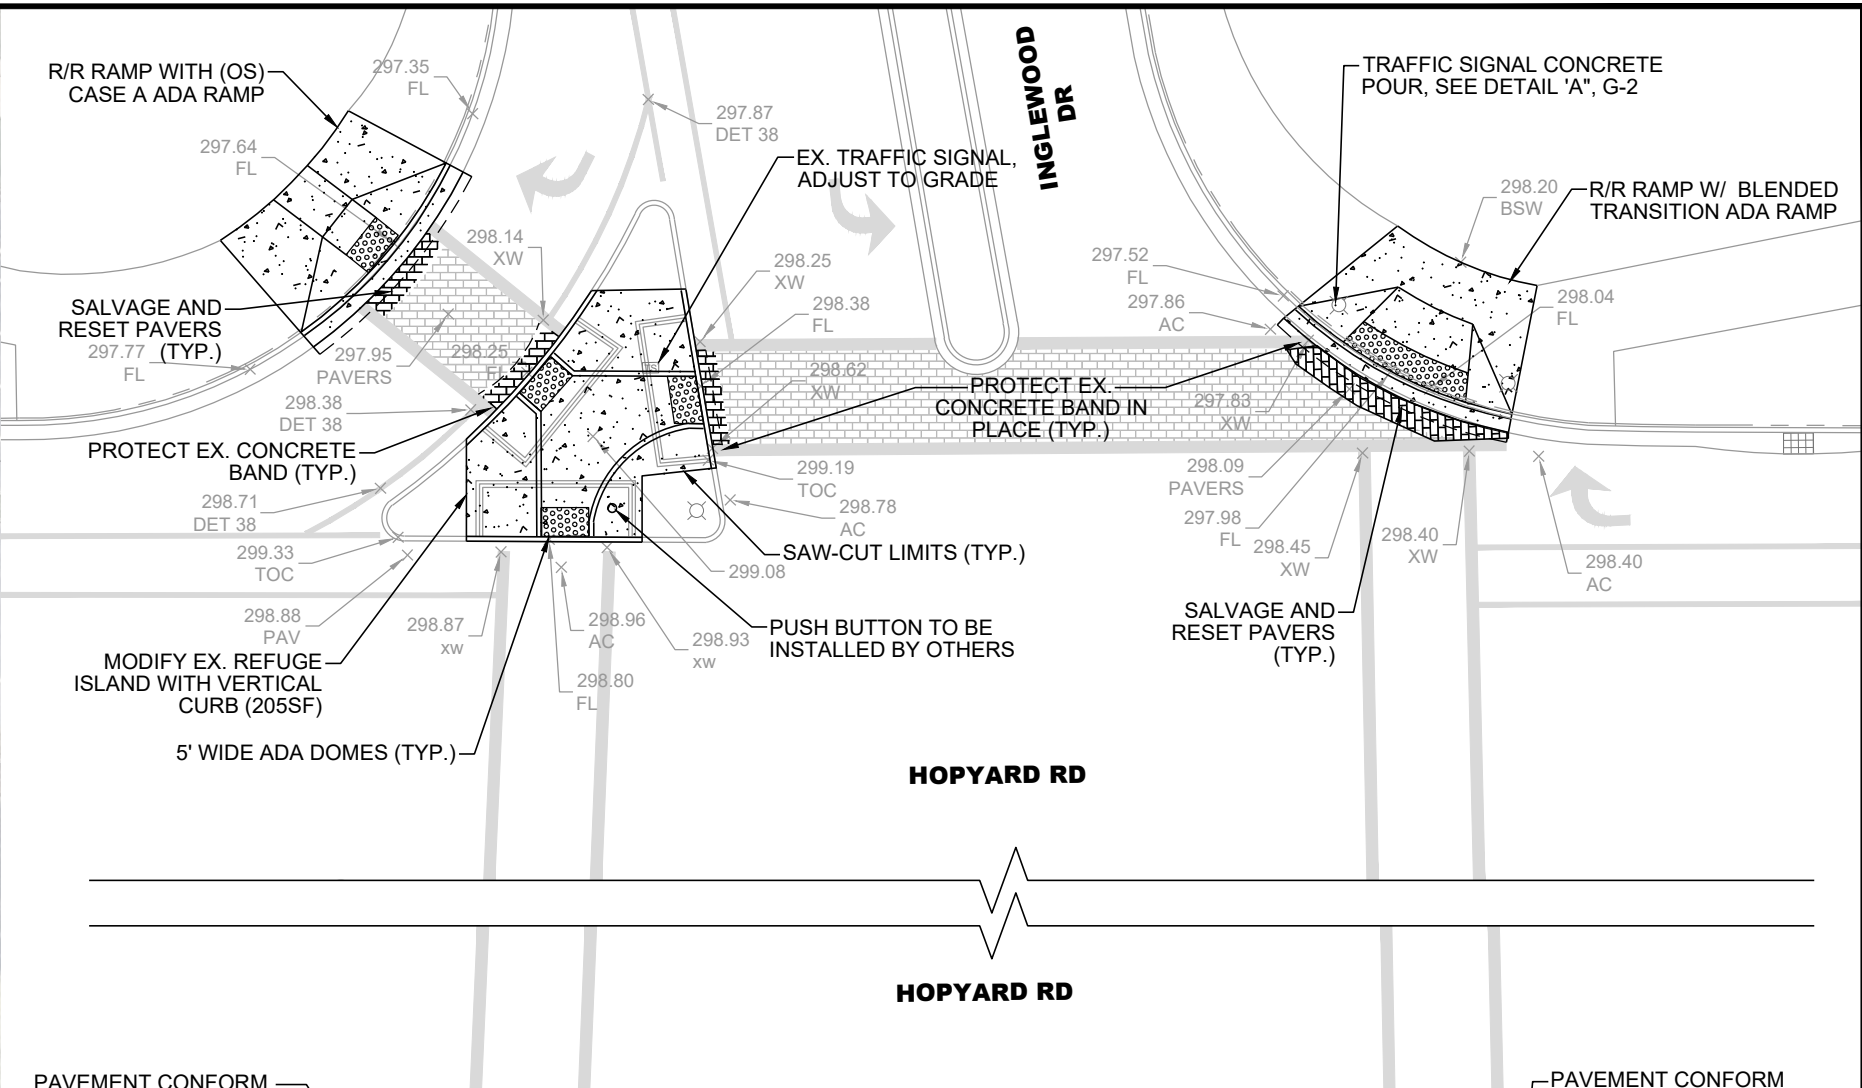 R/R RAMP WITH (OS)
CASE A ADA RAMP
297.35
FL
297.64
FL
297.87
DET 38
INGLEWOOD
DR
TRAFFIC SIGNAL CONCRETE
POUR, SEE DETAIL 'A", G-2
EX. TRAFFIC SIGNAL,
ADJUST TO GRADE
298.20
BSW
R/R RAMP W/ BLENDED
TRANSITION ADA RAMP
298.14
XW
298.25
XW
297.52
FL
298.38
FL
297.86
AC
298.04
FL
SALVAGE AND
RESET PAVERS
(TYP.)
297.77
FL
297.95
PAVERS
298.25
FL
TS
298.62
XW
PROTECT EX.
CONCRETE BAND IN
PLACE (TYP.)
297.83
XW
298.38
DET 38
PROTECT EX. CONCRETE
BAND (TYP.)
299.19
TOC
298.09
PAVERS
298.71
DET 38
298.78
AC
297.98
FL
298.45
XW
298.40
XW
298.40
AC
299.33
TOC
SAW-CUT LIMITS (TYP.)
299.08
298.88
PAV
298.87
xw
298.96
AC
298.93
xw
PUSH BUTTON TO BE
INSTALLED BY OTHERS
SALVAGE AND
RESET PAVERS
(TYP.)
MODIFY EX. REFUGE
ISLAND WITH VERTICAL
CURB (205SF)
298.80
FL
5' WIDE ADA DOMES (TYP.)
HOPYARD RD
HOPYARD RD
PAVEMENT CONFORM
PAVEMENT CONFORM